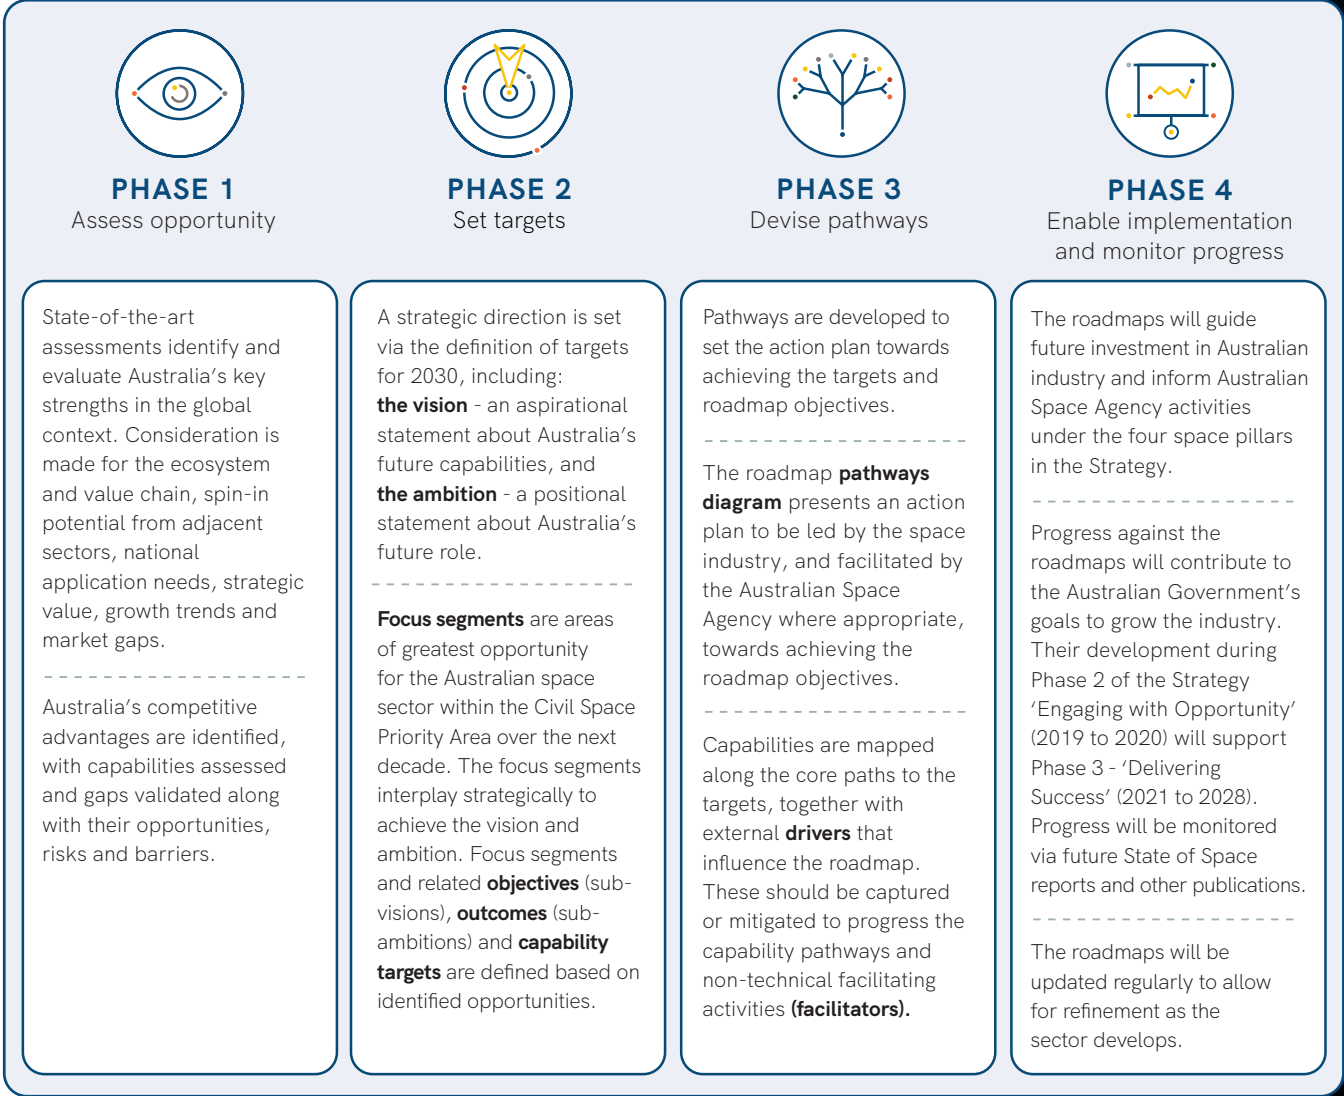 PHASE 1
Assess opportunity
State-of-the-art
assessments identify and
evaluate Australia's key
strengths in the global
context. Consideration is
made for the ecosystem
and value chain, spin-in
potential from adjacent
sectors, national
application needs, strategic
value, growth trends and
market gaps.
Australia's competitive
advantages are identified,
with capabilities assessed
and gaps validated along
with their opportunities,
risks and barriers.
PHASE 2
Set targets
A strategic direction is set
via the definition of targets
for 2030, including:
the vision - an aspirational
statement about Australia's
future capabilities, and
the ambition - a positional
statement about Australia's
future role.
Focus segments are areas
of greatest opportunity
for the Australian space
sector within the Civil Space
Priority Area over the next
decade. The focus segments
interplay strategically to
achieve the vision and
ambition. Focus segments
and related objectives (sub-
visions), outcomes (sub-
ambitions) and capability
targets are defined based on
identified opportunities.
PHASE 3
Devise pathways
Pathways are developed to
set the action plan towards
achieving the targets and
roadmap objectives.
The roadmap pathways
diagram presents an action
plan to be led by the space
industry, and facilitated by
the Australian Space
Agency where appropriate,
towards achieving the
roadmap objectives.
Capabilities are mapped
along the core paths to the
targets, together with
external drivers that
influence the roadmap.
These should be captured
or mitigated to progress the
capability pathways and
non-technical facilitating
activities (facilitators).
PHASE 4
Enable implementation
and monitor progress
The roadmaps will guide
future investment in Australian
industry and inform Australian
Space Agency activities
under the four space pillars
in the Strategy.
Progress against the
roadmaps will contribute to
the Australian Government's
goals to grow the industry.
Their development during
Phase 2 of the Strategy
'Engaging with Opportunity'
(2019 to 2020) will support
Phase 3 - 'Delivering
Success' (2021 to 2028).
Progress will be monitored
via future State of Space
reports and other publications.
The roadmaps will be
updated regularly to allow
for refinement as the
sector develops.